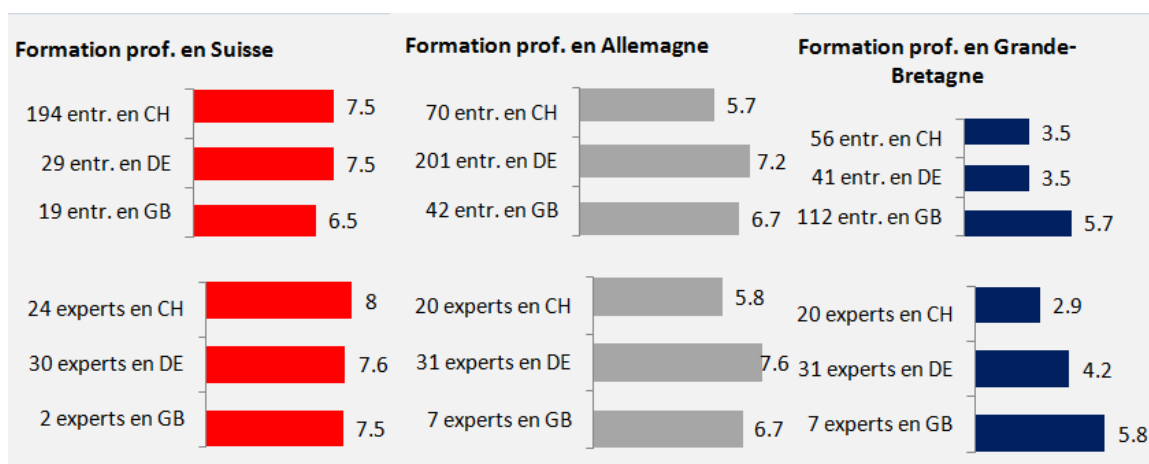 Formation prof. en Suisse
194 entr. en CH 7.5
29 entr. en DE 7.5
19 entr. en GB 6.5
24 experts en CH 8
30 experts en DE 7.6
2 experts en GB 7.5
Formation prof. en Allemagne
70 entr. en CH 5.7
201 entr. en DE 7.2
42 entr. en GB 6.7
20 experts en CH 5.8
31 experts en DE 7.6
7 experts en GB 6.7
Formation prof. en Grande-
Bretagne
56 entr. en CH 3.5
41 entr. en DE 3.5
112 entr. en GB 5.7
20 experts en CH 2.9
31 experts en DE 4.2
7 experts en GB 5.8